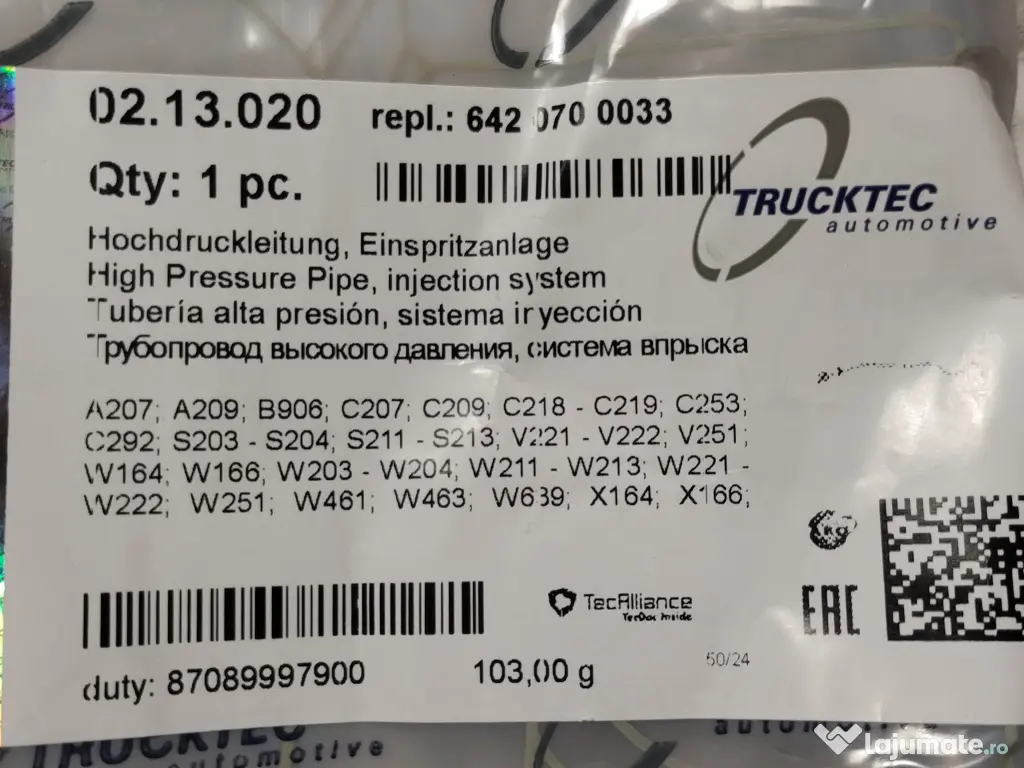 02.13.020 repl.: 642 070 0033
Qty: 1 pc.
TRUCKTEC
automotive
Hochdruckleitung, Einspritzanlage
High Pressure Pipe, injection system
Tubería alta presión, sistema inyección
Трубопровод высокого давления, система впрыска
A207; A209; B906; C207; C209; C218 - C219; C253;
C292; S203 - S204; S211 - S213; V221 - V222; V251;
W164; W166; W203 - W204; W211 - W213; W221 -
W222; W251; W461; W463; W639; X164; X166;
TecAlliance
TecDoc Inside
EAC
duty: 87089997900 103,00 g
50/24
TRUCKTEC
automotive
Lajumate.ro